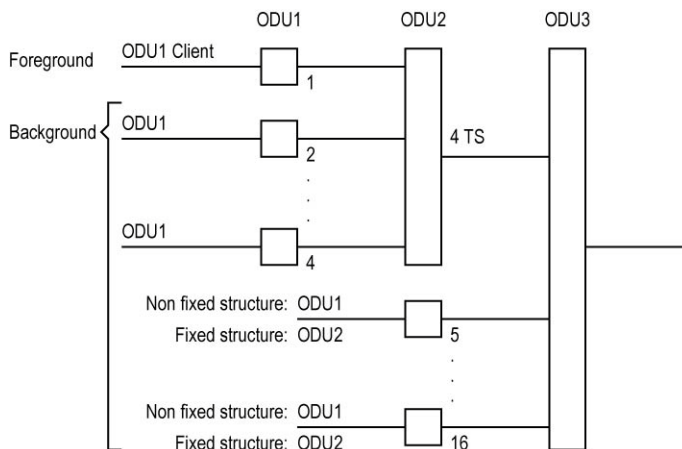 ODU1 ODU2 ODU3
Foreground ODU1 Client
1
Background ODU1
2
4 TS
.
.
.
ODU1
4
Non fixed structure: ODU1
Fixed structure: ODU2
5
.
.
.
Non fixed structure: ODU1
Fixed structure: ODU2
16